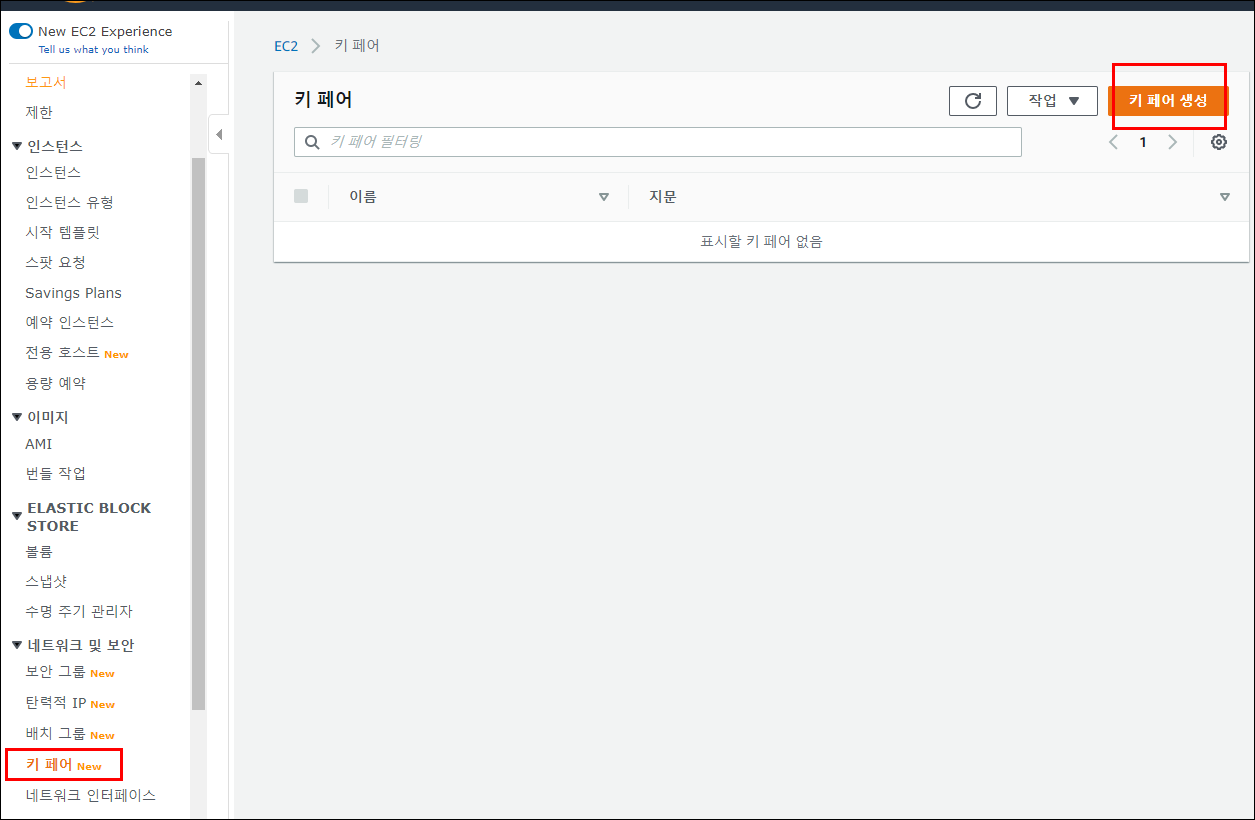 New EC2 Experience
Tell us what you think
보고서
제한
인스턴스
인스턴스
인스턴스 유형
시작 템플릿
스팟 요청
Savings Plans
예약 인스턴스
전용 호스트 New
용량 예약
이미지
AMI
번들 작업
ELASTIC BLOCK
STORE
볼륨
스냅샷
수명 주기 관리자
네트워크 및 보안
보안 그룹 New
탄력적 IP New
배치 그룹 New
키 페어 New
네트워크 인터페이스
EC2 키 페어
키 페어
작업
키 페어 생성
키 페어 필터링
1
이름 지문
표시할 키 페어 없음